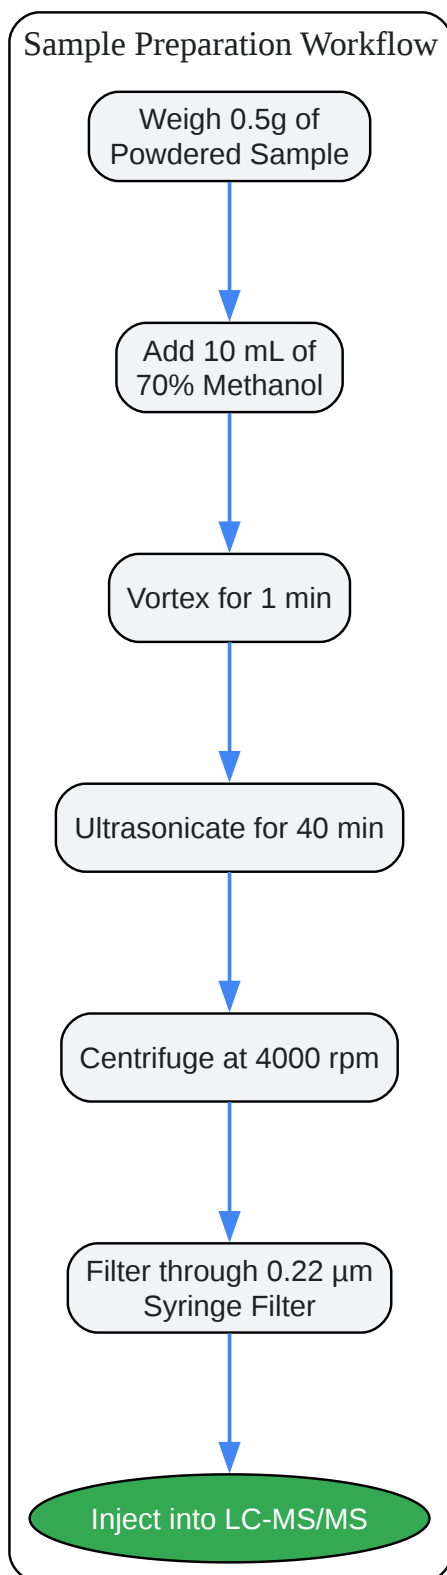 Sample Preparation Workflow
Weigh 0.5g of
Powdered Sample
Add 10 mL of
70% Methanol
Vortex for 1 min
Ultrasonicate for 40 min
Centrifuge at 4000 rpm
Filter through 0.22 µm
Syringe Filter
Inject into LC-MS/MS